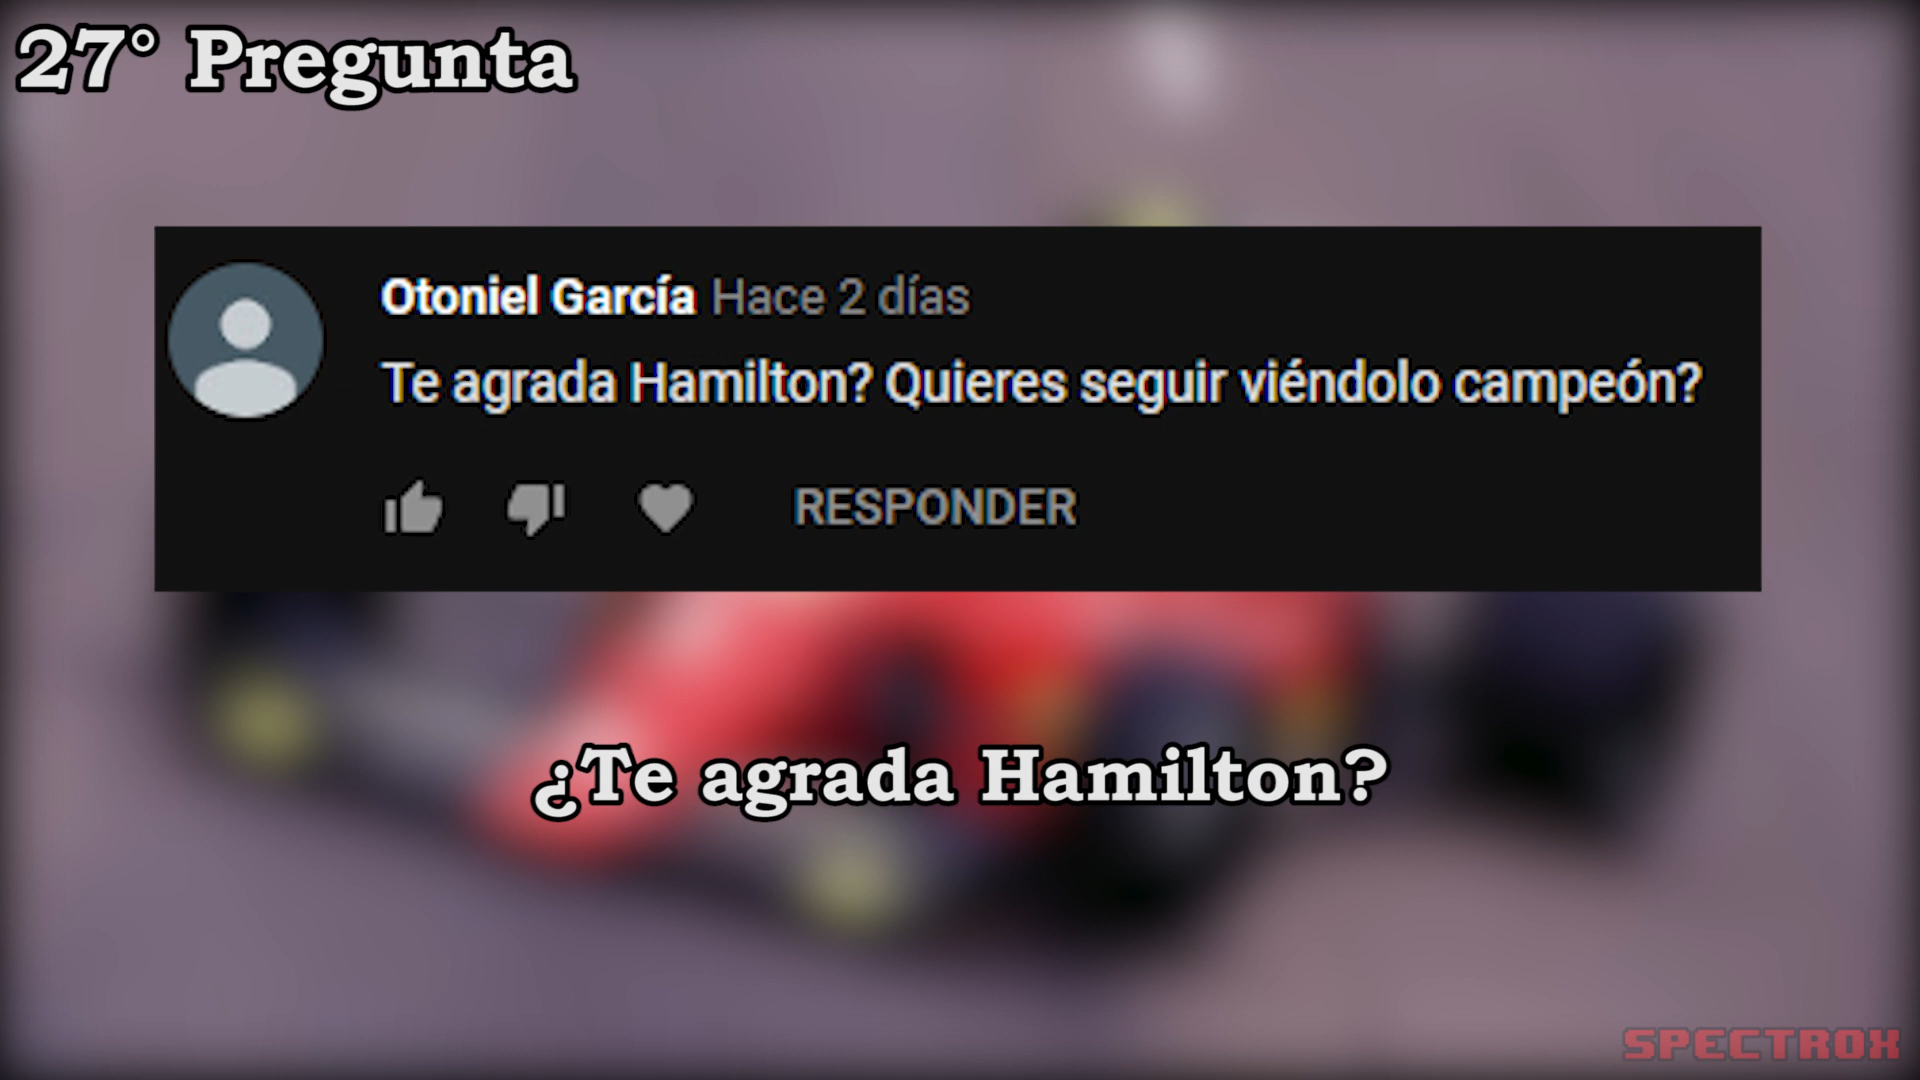 27° Pregunta
Otoniel García Hace 2 días
Te agrada Hamilton? Quieres seguir viéndolo campeón?
RESPONDER
¿Te agrada Hamilton?
SPECTROX